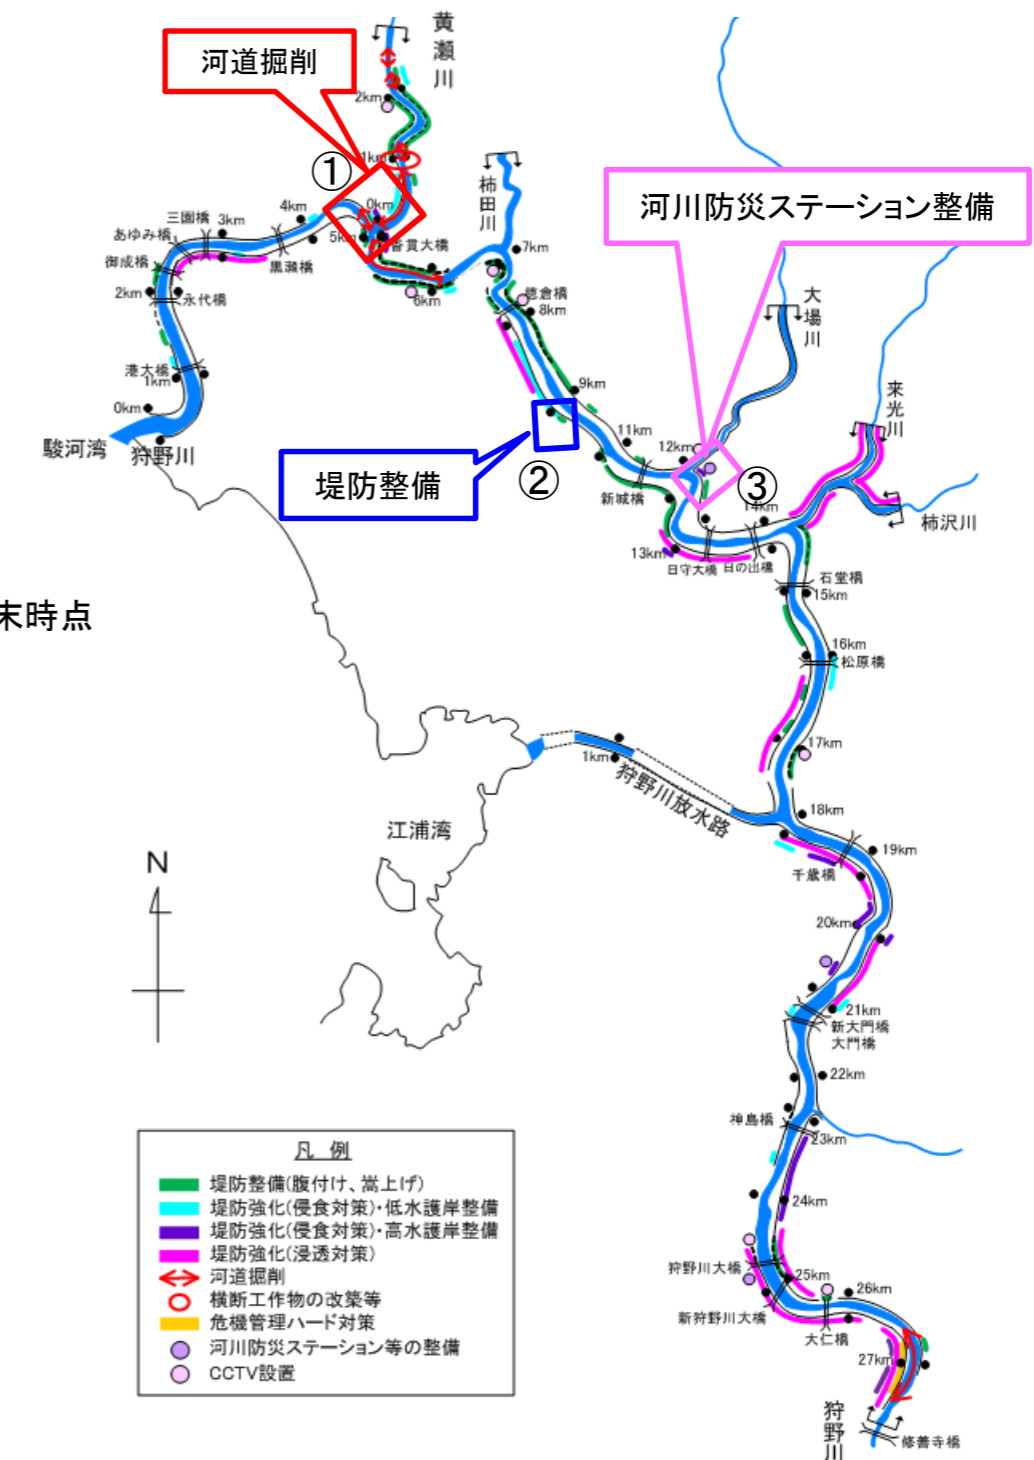 黄瀬川
河道掘削
2km
1km
①
柿田川
河川防災ステーション整備
0km
4km
三園橋
3km
あゆみ橋
5km
香貫大橋
御成橋
黒瀬橋
7km
2km
永代橋
6km
徳倉橋
8km
大場川
港大橋
1km
9km
来光川
0km
11km
12km
駿河湾
狩野川
堤防整備
②
新城橋
③
14km
柿沢川
13km
日守大橋
日の出橋
石堂橋
15km
末時点
16km
松原橋
17km
1km
狩野川放水路
18km
江浦湾
19km
千歳橋
N
20km
21km
新大門橋
大門橋
22km
神島橋
23km
凡 例
堤防整備(腹付け、嵩上げ)
堤防強化(侵食対策)・低水護岸整備
堤防強化(侵食対策)・高水護岸整備
堤防強化(浸透対策)
河道掘削
横断工作物の改築等
危機管理ハード対策
河川防災ステーション等の整備
CCTV設置
24km
狩野川大橋
25km
26km
新狩野川大橋
大仁橋
27km
狩野川
修善寺橋